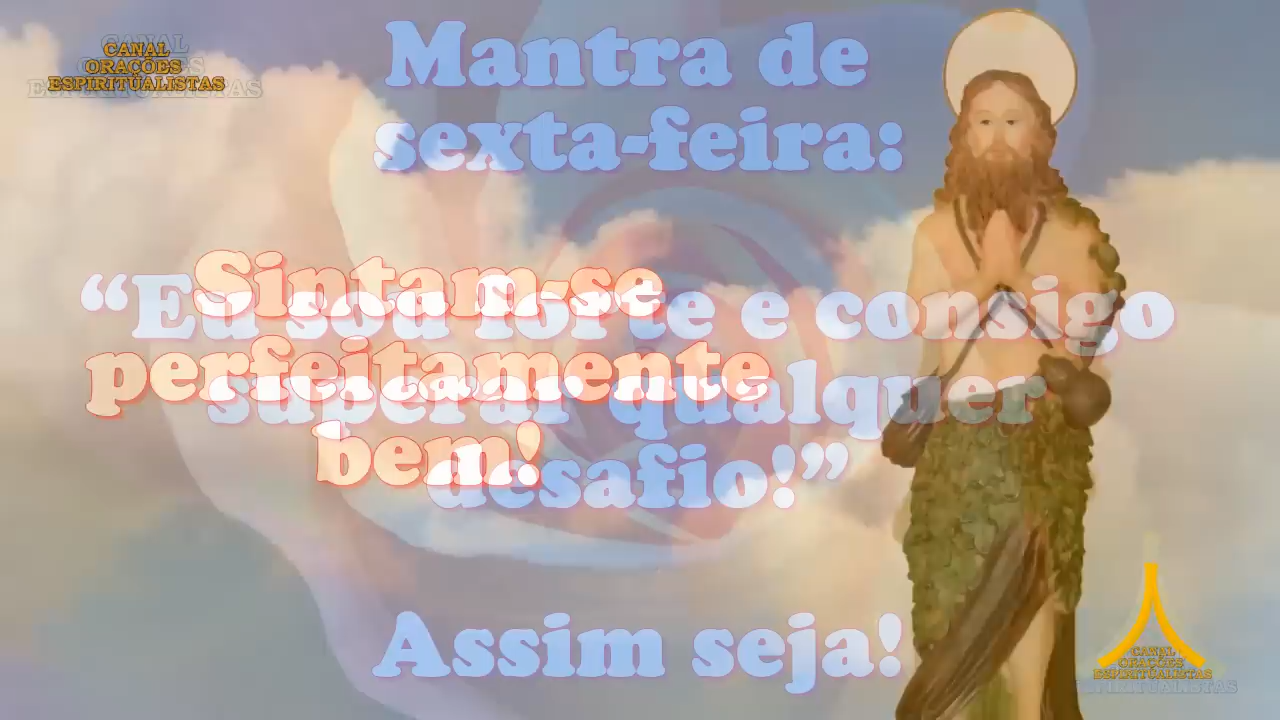 CANAL
ORAÇÕES
ESPIRITUALISTAS
Mantra de
sexta-feira:
“Eu sou forte e consigo
superar qualquer
desafio!”
Sintam-se
perfeitamente
bem!
Assim seja!
CANAL
ORAÇÕES
ESPIRITUALISTAS